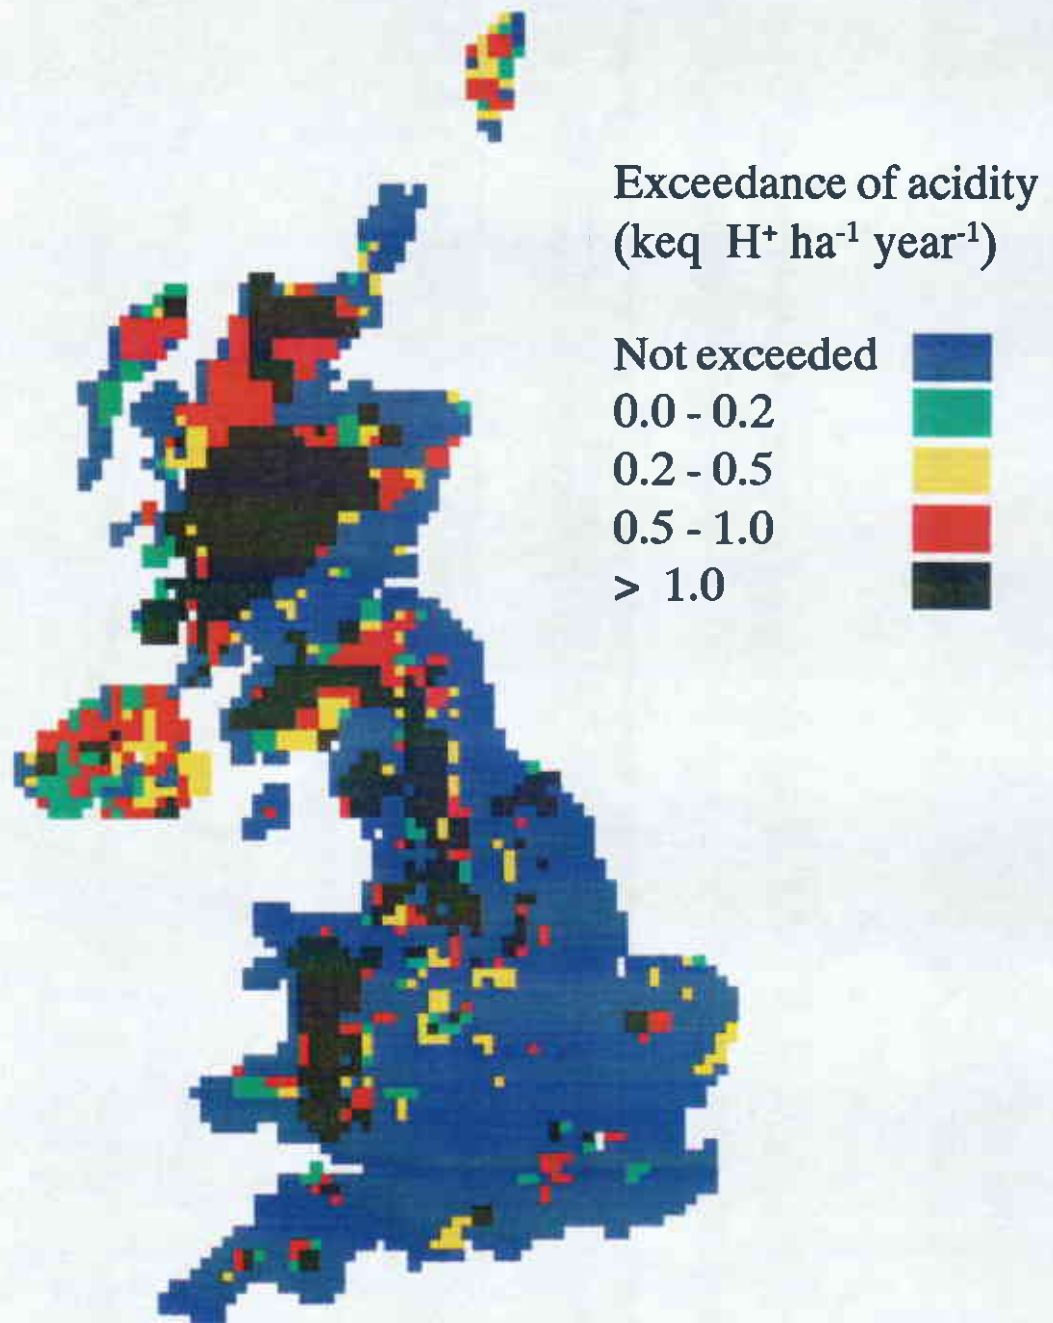 Exceedance of acidity
(keq H⁺ ha⁻¹ year⁻¹)
Not exceeded
0.0 - 0.2
0.2 - 0.5
0.5 - 1.0
> 1.0